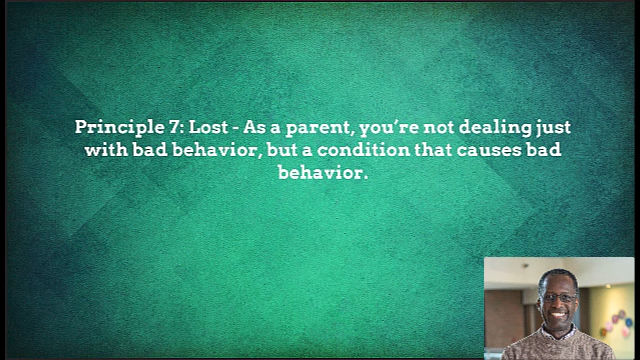 Principle 7: Lost - As a parent, you’re not dealing just
with bad behavior, but a condition that causes bad
behavior.